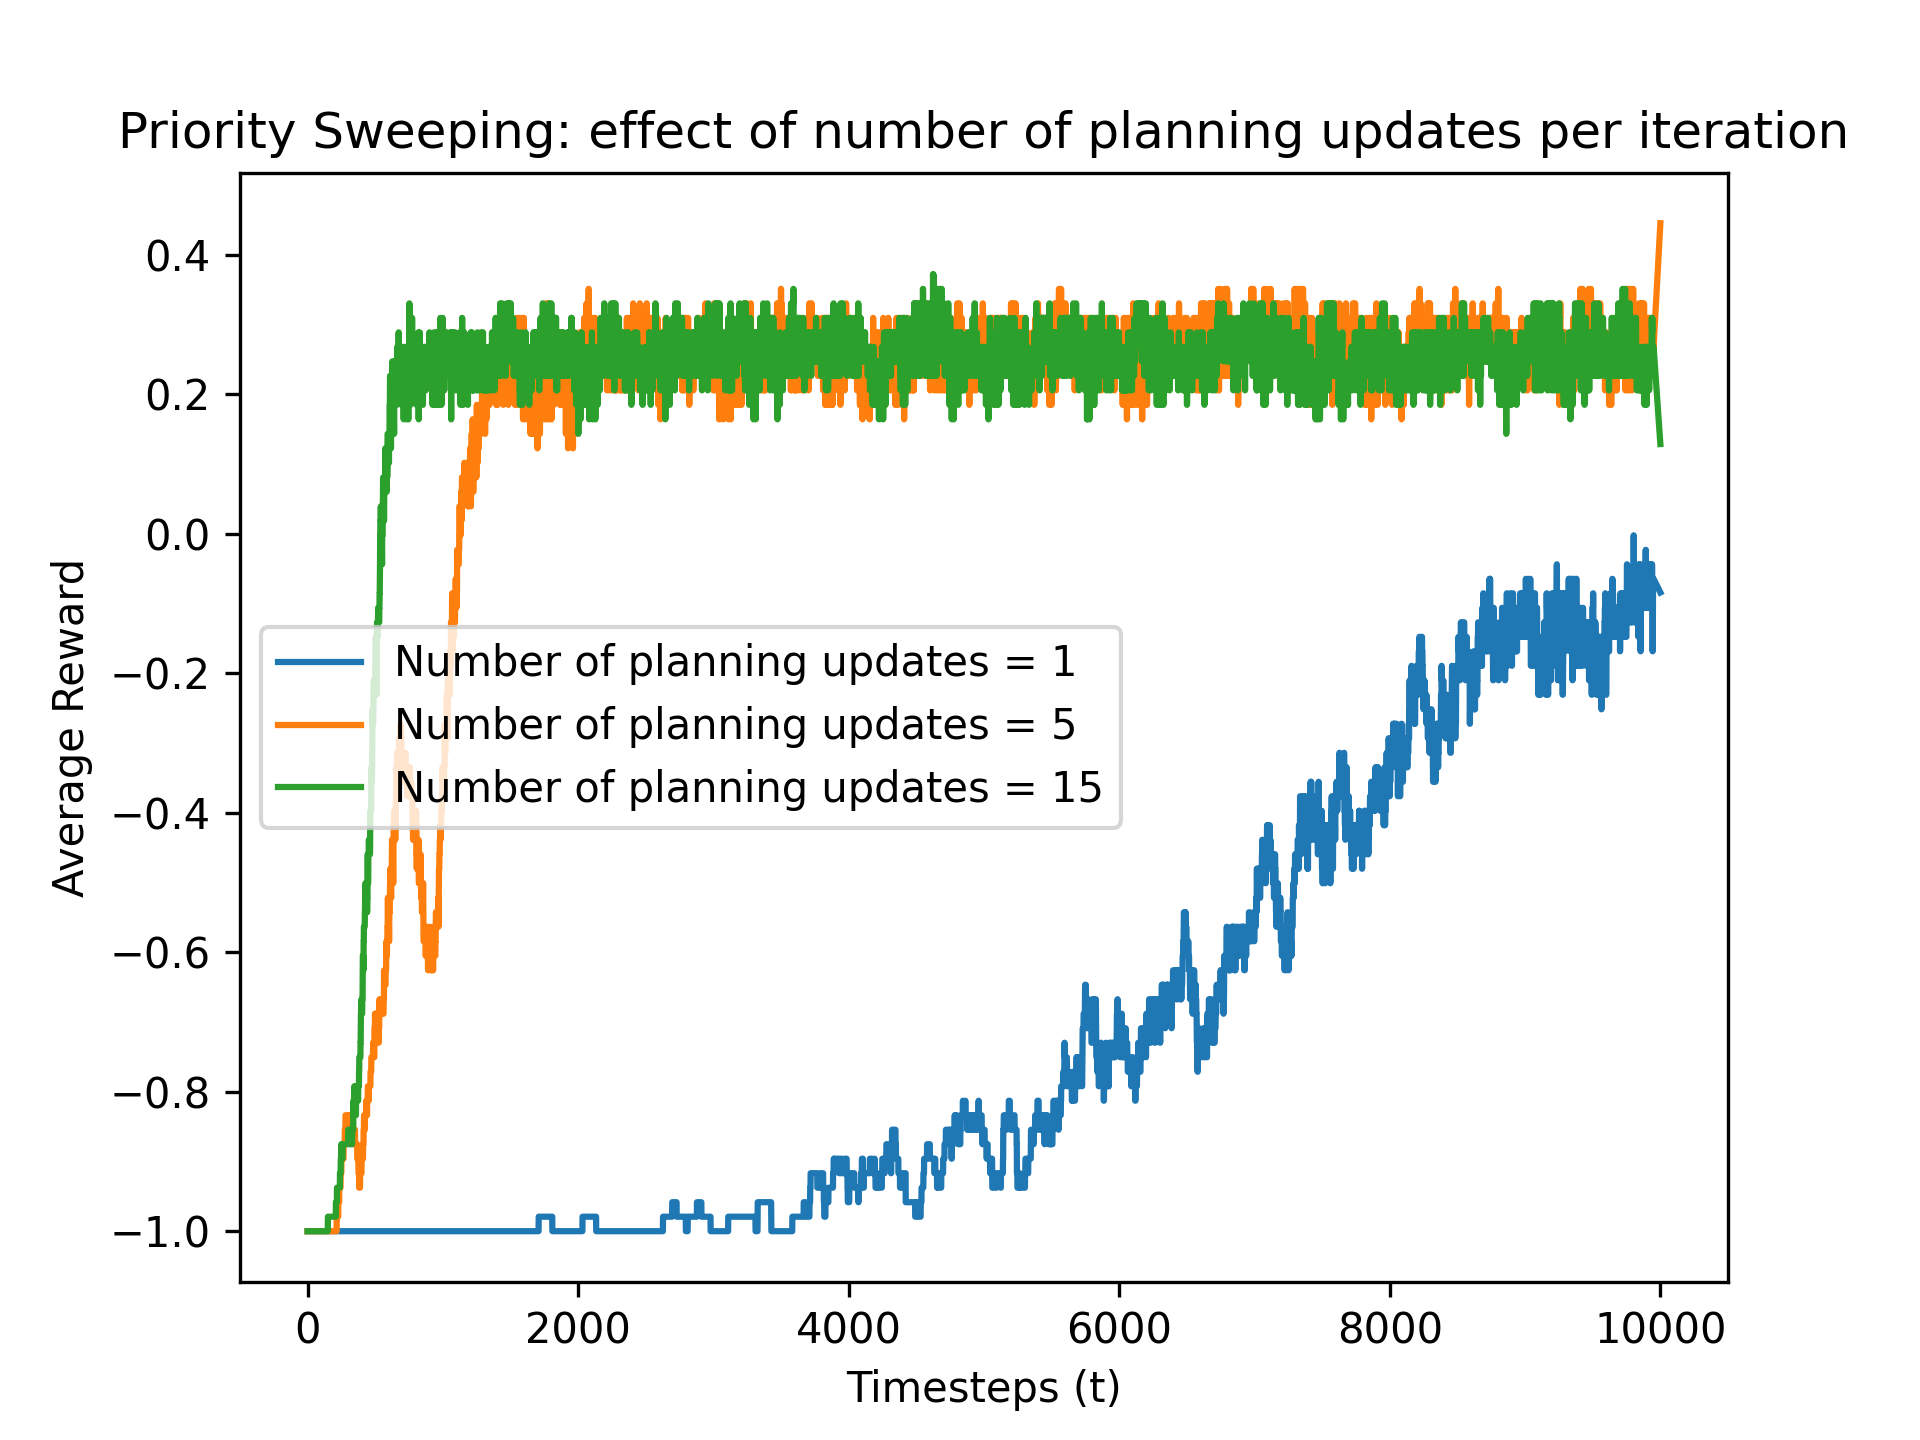 Priority Sweeping: effect of number of planning updates per iteration
0.4
0.2
0.0
−0.2
−0.4
−0.6
−0.8
−1.0
Average Reward
Number of planning updates = 1
Number of planning updates = 5
Number of planning updates = 15
0 2000 4000 6000 8000 10000
Timesteps (t)